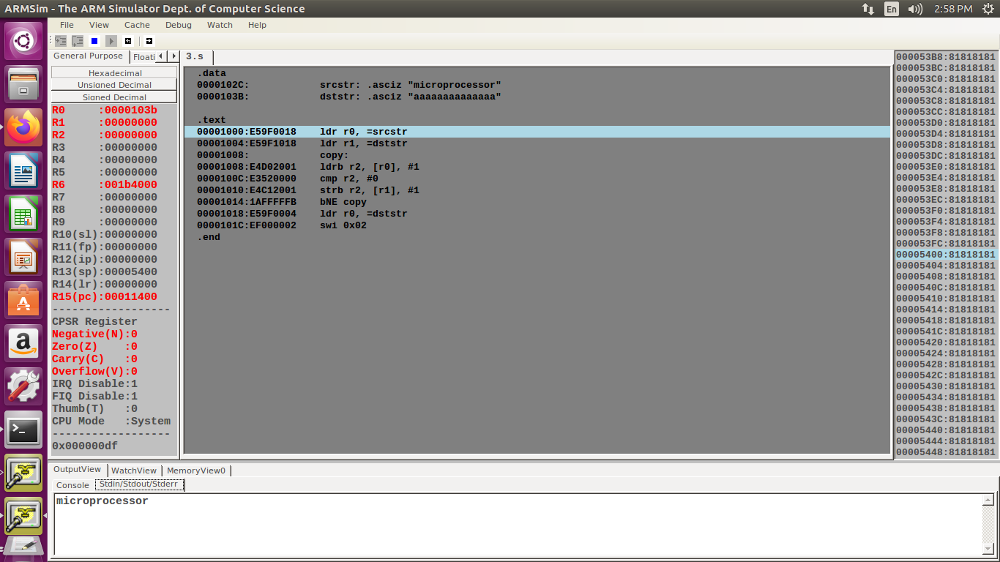 ARMSim - The ARM Simulator Dept. of Computer Science
En
2:58 PM
File View Cache Debug Watch Help
General Purpose Floati
3.s
Hexadecimal
Unsigned Decimal
Signed Decimal
R0 :0000103b
R1 :00000000
R2 :00000000
R3 :00000000
R4 :00000000
R5 :00000000
R6 :001b4000
R7 :00000000
R8 :00000000
R9 :00000000
R10(sl):00000000
R11(fp):00000000
R12(ip):00000000
R13(sp):00005400
R14(lr):00000000
R15(pc):00011400
------------------
CPSR Register
Negative(N):0
Zero(Z) :0
Carry(C) :0
Overflow(V):0
IRQ Disable:1
FIQ Disable:1
Thumb(T) :0
CPU Mode :System
------------------
0x000000df
.data
0000102C: srcstr: .asciz "microprocessor"
0000103B: dststr: .asciz "aaaaaaaaaaaaaa"
.text
00001000:E59F0018 ldr r0, =srcstr
00001004:E59F1018 ldr r1, =dststr
00001008: copy:
00001008:E4D02001 ldrb r2, [r0], #1
0000100C:E3520000 cmp r2, #0
00001010:E4C12001 strb r2, [r1], #1
00001014:1AFFFFFB bNE copy
00001018:E59F0004 ldr r0, =dststr
0000101C:EF000002 swi 0x02
.end
000053B8:81818181
000053BC:81818181
000053C0:81818181
000053C4:81818181
000053C8:81818181
000053CC:81818181
000053D0:81818181
000053D4:81818181
000053D8:81818181
000053DC:81818181
000053E0:81818181
000053E4:81818181
000053E8:81818181
000053EC:81818181
000053F0:81818181
000053F4:81818181
000053F8:81818181
000053FC:81818181
00005400:81818181
00005404:81818181
00005408:81818181
0000540C:81818181
00005410:81818181
00005414:81818181
00005418:81818181
0000541C:81818181
00005420:81818181
00005424:81818181
00005428:81818181
0000542C:81818181
00005430:81818181
00005434:81818181
00005438:81818181
0000543C:81818181
00005440:81818181
00005444:81818181
00005448:81818181
OutputView WatchView MemoryView0
Console Stdin/Stdout/Stderr
microprocessor